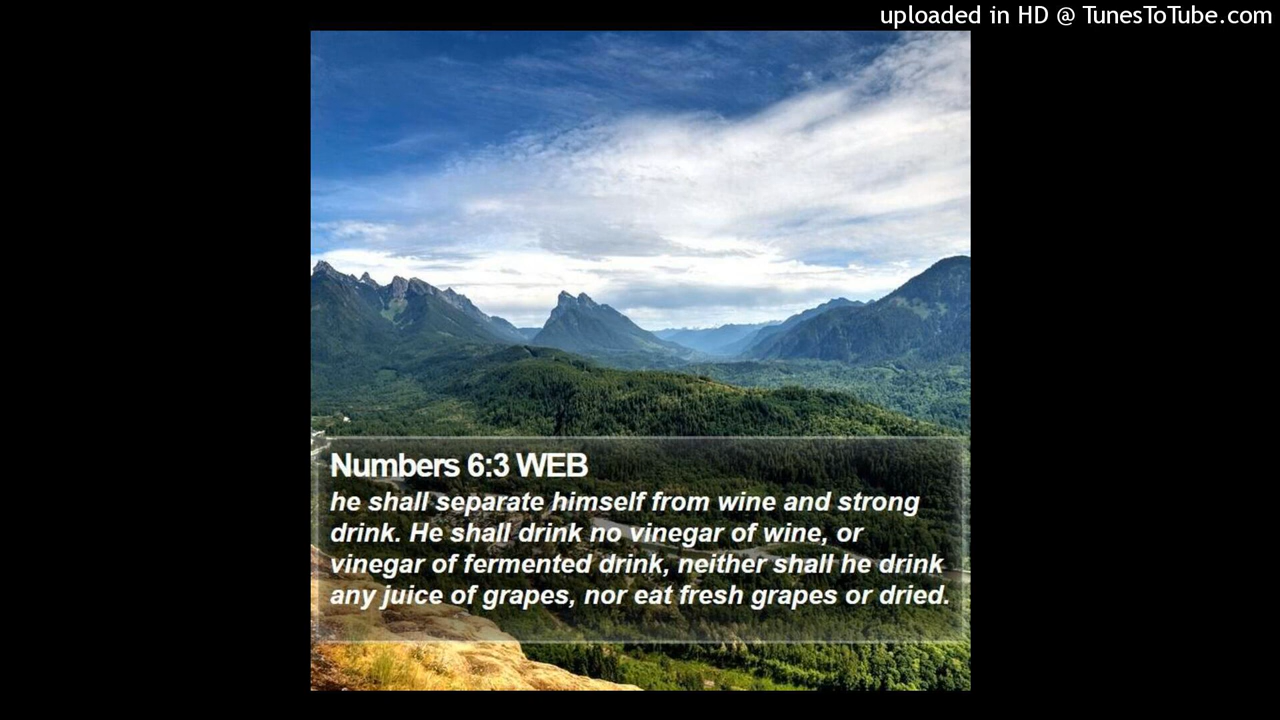 uploaded in HD @ TunesToTube.com
Numbers 6:3 WEB
he shall separate himself from wine and strong
drink. He shall drink no vinegar of wine, or
vinegar of fermented drink, neither shall he drink
any juice of grapes, nor eat fresh grapes or dried.